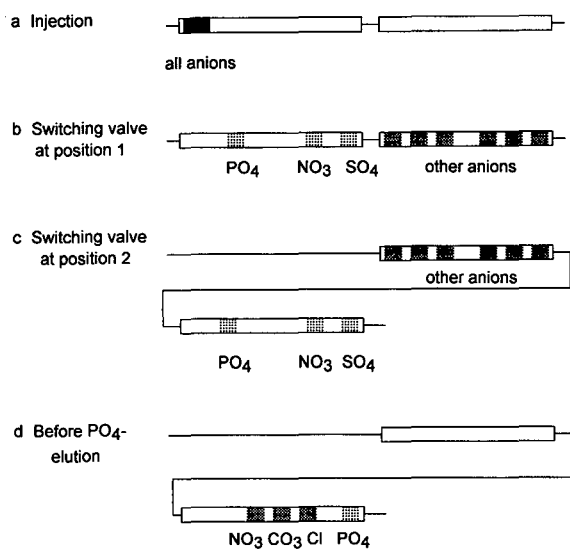 a Injection
all anions
b Switching valve
at position 1
PO4 NO3 SO4 other anions
c Switching valve
at position 2
other anions
PO4 NO3 SO4
d Before PO4-
elution
NO3 CO3 Cl PO4